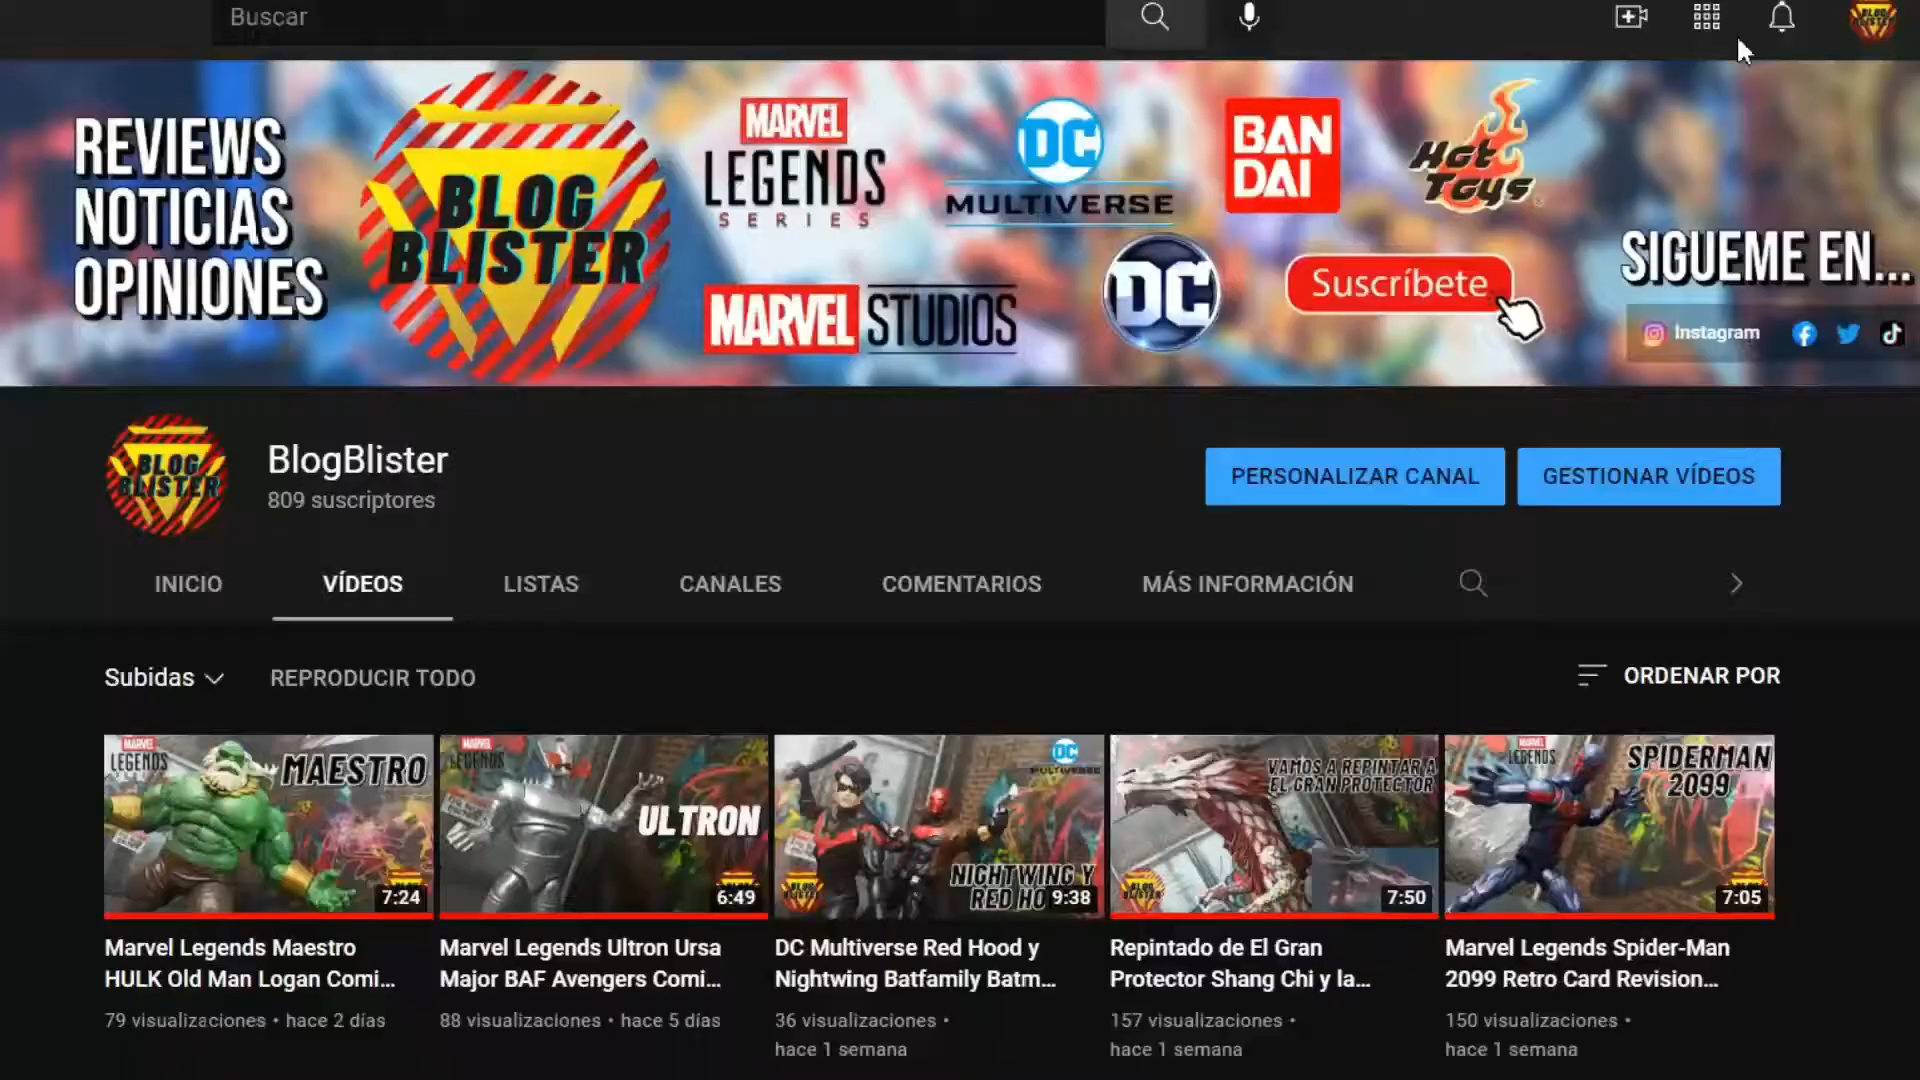 Buscar
REVIEWS
NOTICIAS
OPINIONES
BLOG
BLISTER
MARVEL
LEGENDS
SERIES
DC
MULTIVERSE
BAN
DAI
Hot
Toys
MARVEL STUDIOS
DC
Suscríbete
SIGUEME EN...
Instagram
BLOG
BLISTER
BlogBlister
809 suscriptores
PERSONALIZAR CANAL
GESTIONAR VÍDEOS
INICIO
VÍDEOS
LISTAS
CANALES
COMENTARIOS
MÁS INFORMACIÓN
Subidas
REPRODUCIR TODO
ORDENAR POR
MARVEL
LEGENDS
MAESTRO
7:24
MARVEL
LEGENDS
ULTRON
6:49
DC
MULTIVERSE
NIGHTWING Y
RED HO
9:38
VAMOS A REPINTAR A
EL GRAN PROTECTOR
7:50
MARVEL
LEGENDS
SPIDERMAN
2099
7:05
Marvel Legends Maestro
HULK Old Man Logan Comi...
79 visualizaciones • hace 2 días
Marvel Legends Ultron Ursa
Major BAF Avengers Comi...
88 visualizaciones • hace 5 días
DC Multiverse Red Hood y
Nightwing Batfamily Batm...
36 visualizaciones •
hace 1 semana
Repintado de El Gran
Protector Shang Chi y la...
157 visualizaciones •
hace 1 semana
Marvel Legends Spider-Man
2099 Retro Card Revision...
150 visualizaciones •
hace 1 semana